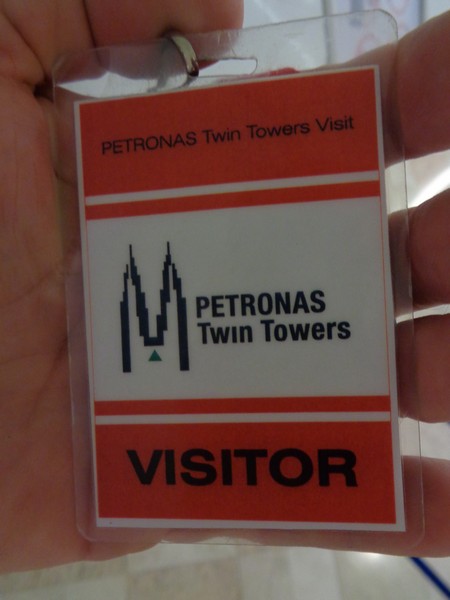 PETRONAS Twin Towers Visit
PETRONAS
Twin Towers
VISITOR